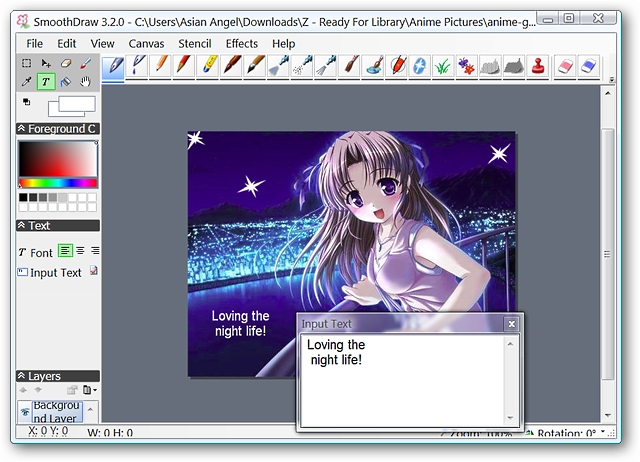 SmoothDraw 3.2.0 - C:\Users\Asian Angel\Downloads\Z - Ready For Library\Anime Pictures\anime-g...
File Edit View Canvas Stencil Effects Help
T
Foreground C
Text
T Font
Input Text
Loving the
night life!
Input Text
Loving the
night life!
Layers
Backgrou
nd Layer
X: 0 Y: 0 W: 0 H: 0 Zoom: 100% Rotation: 0°